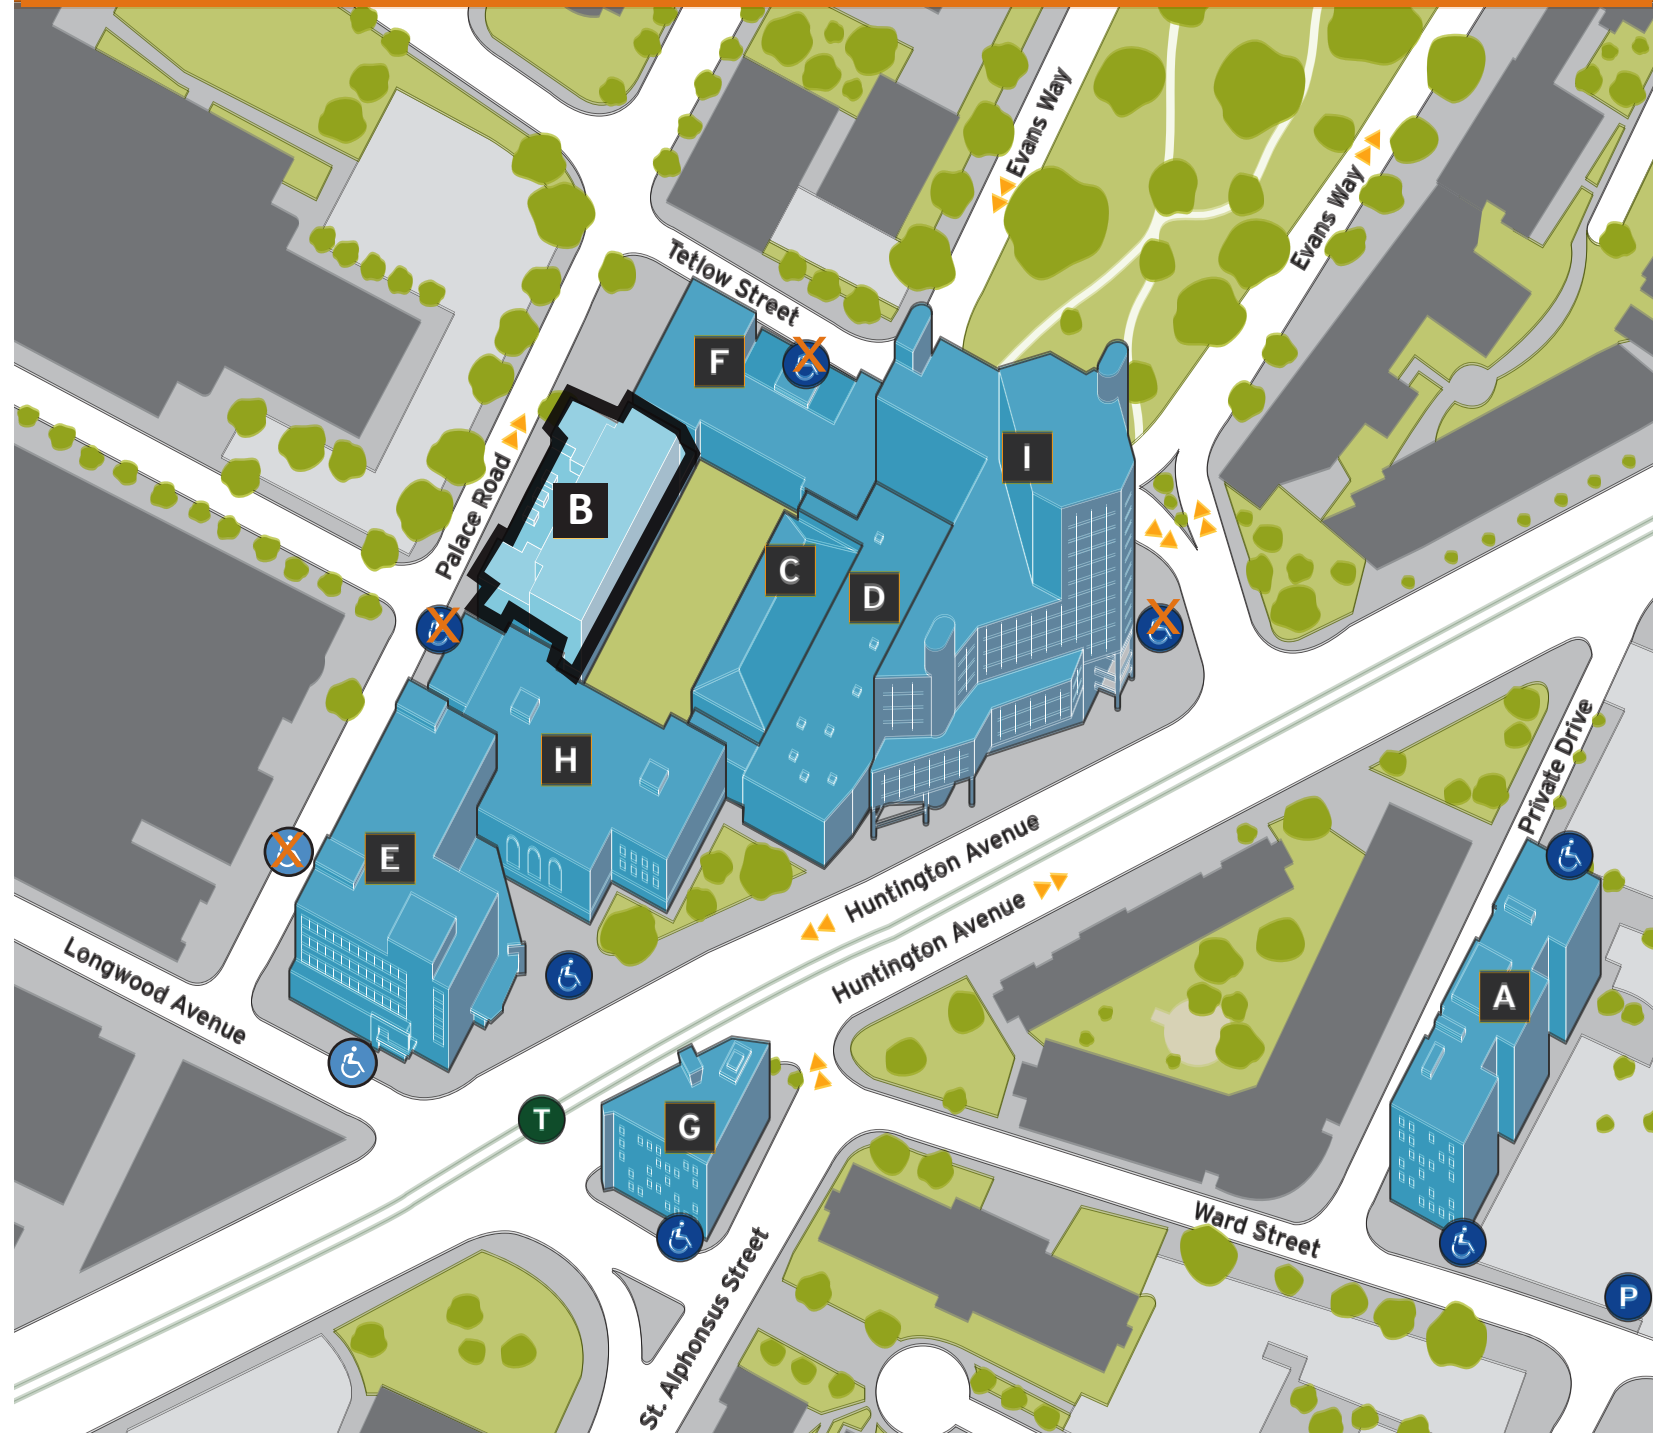 Evans Way
Evans Way
Tetlow Street
F
X
I
B
Palace Road
C
D
X
X
H
Private Drive
X
E
Huntington Avenue
Huntington Avenue
Longwood Avenue
A
T
G
Ward Street
St. Alphonsus Street
P